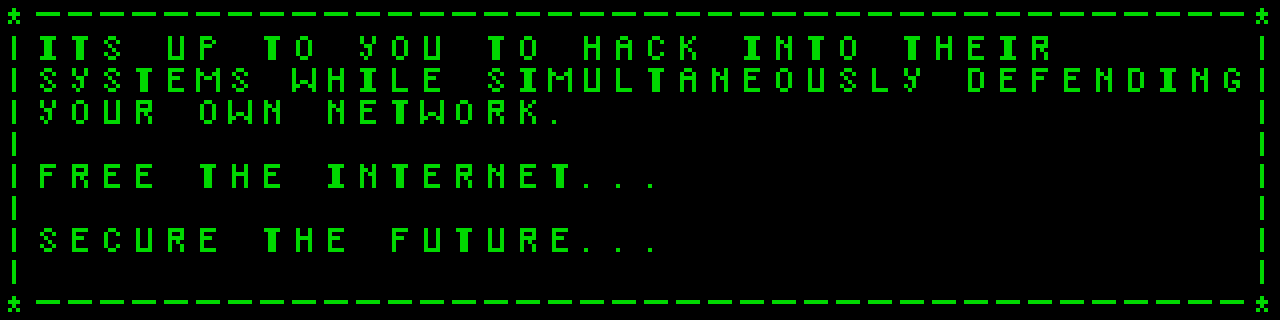 ITS UP TO YOU TO HACK INTO THEIR
SYSTEMS WHILE SIMULTANEOUSLY DEFENDING
YOUR OWN NETWORK.
FREE THE INTERNET...
SECURE THE FUTURE...